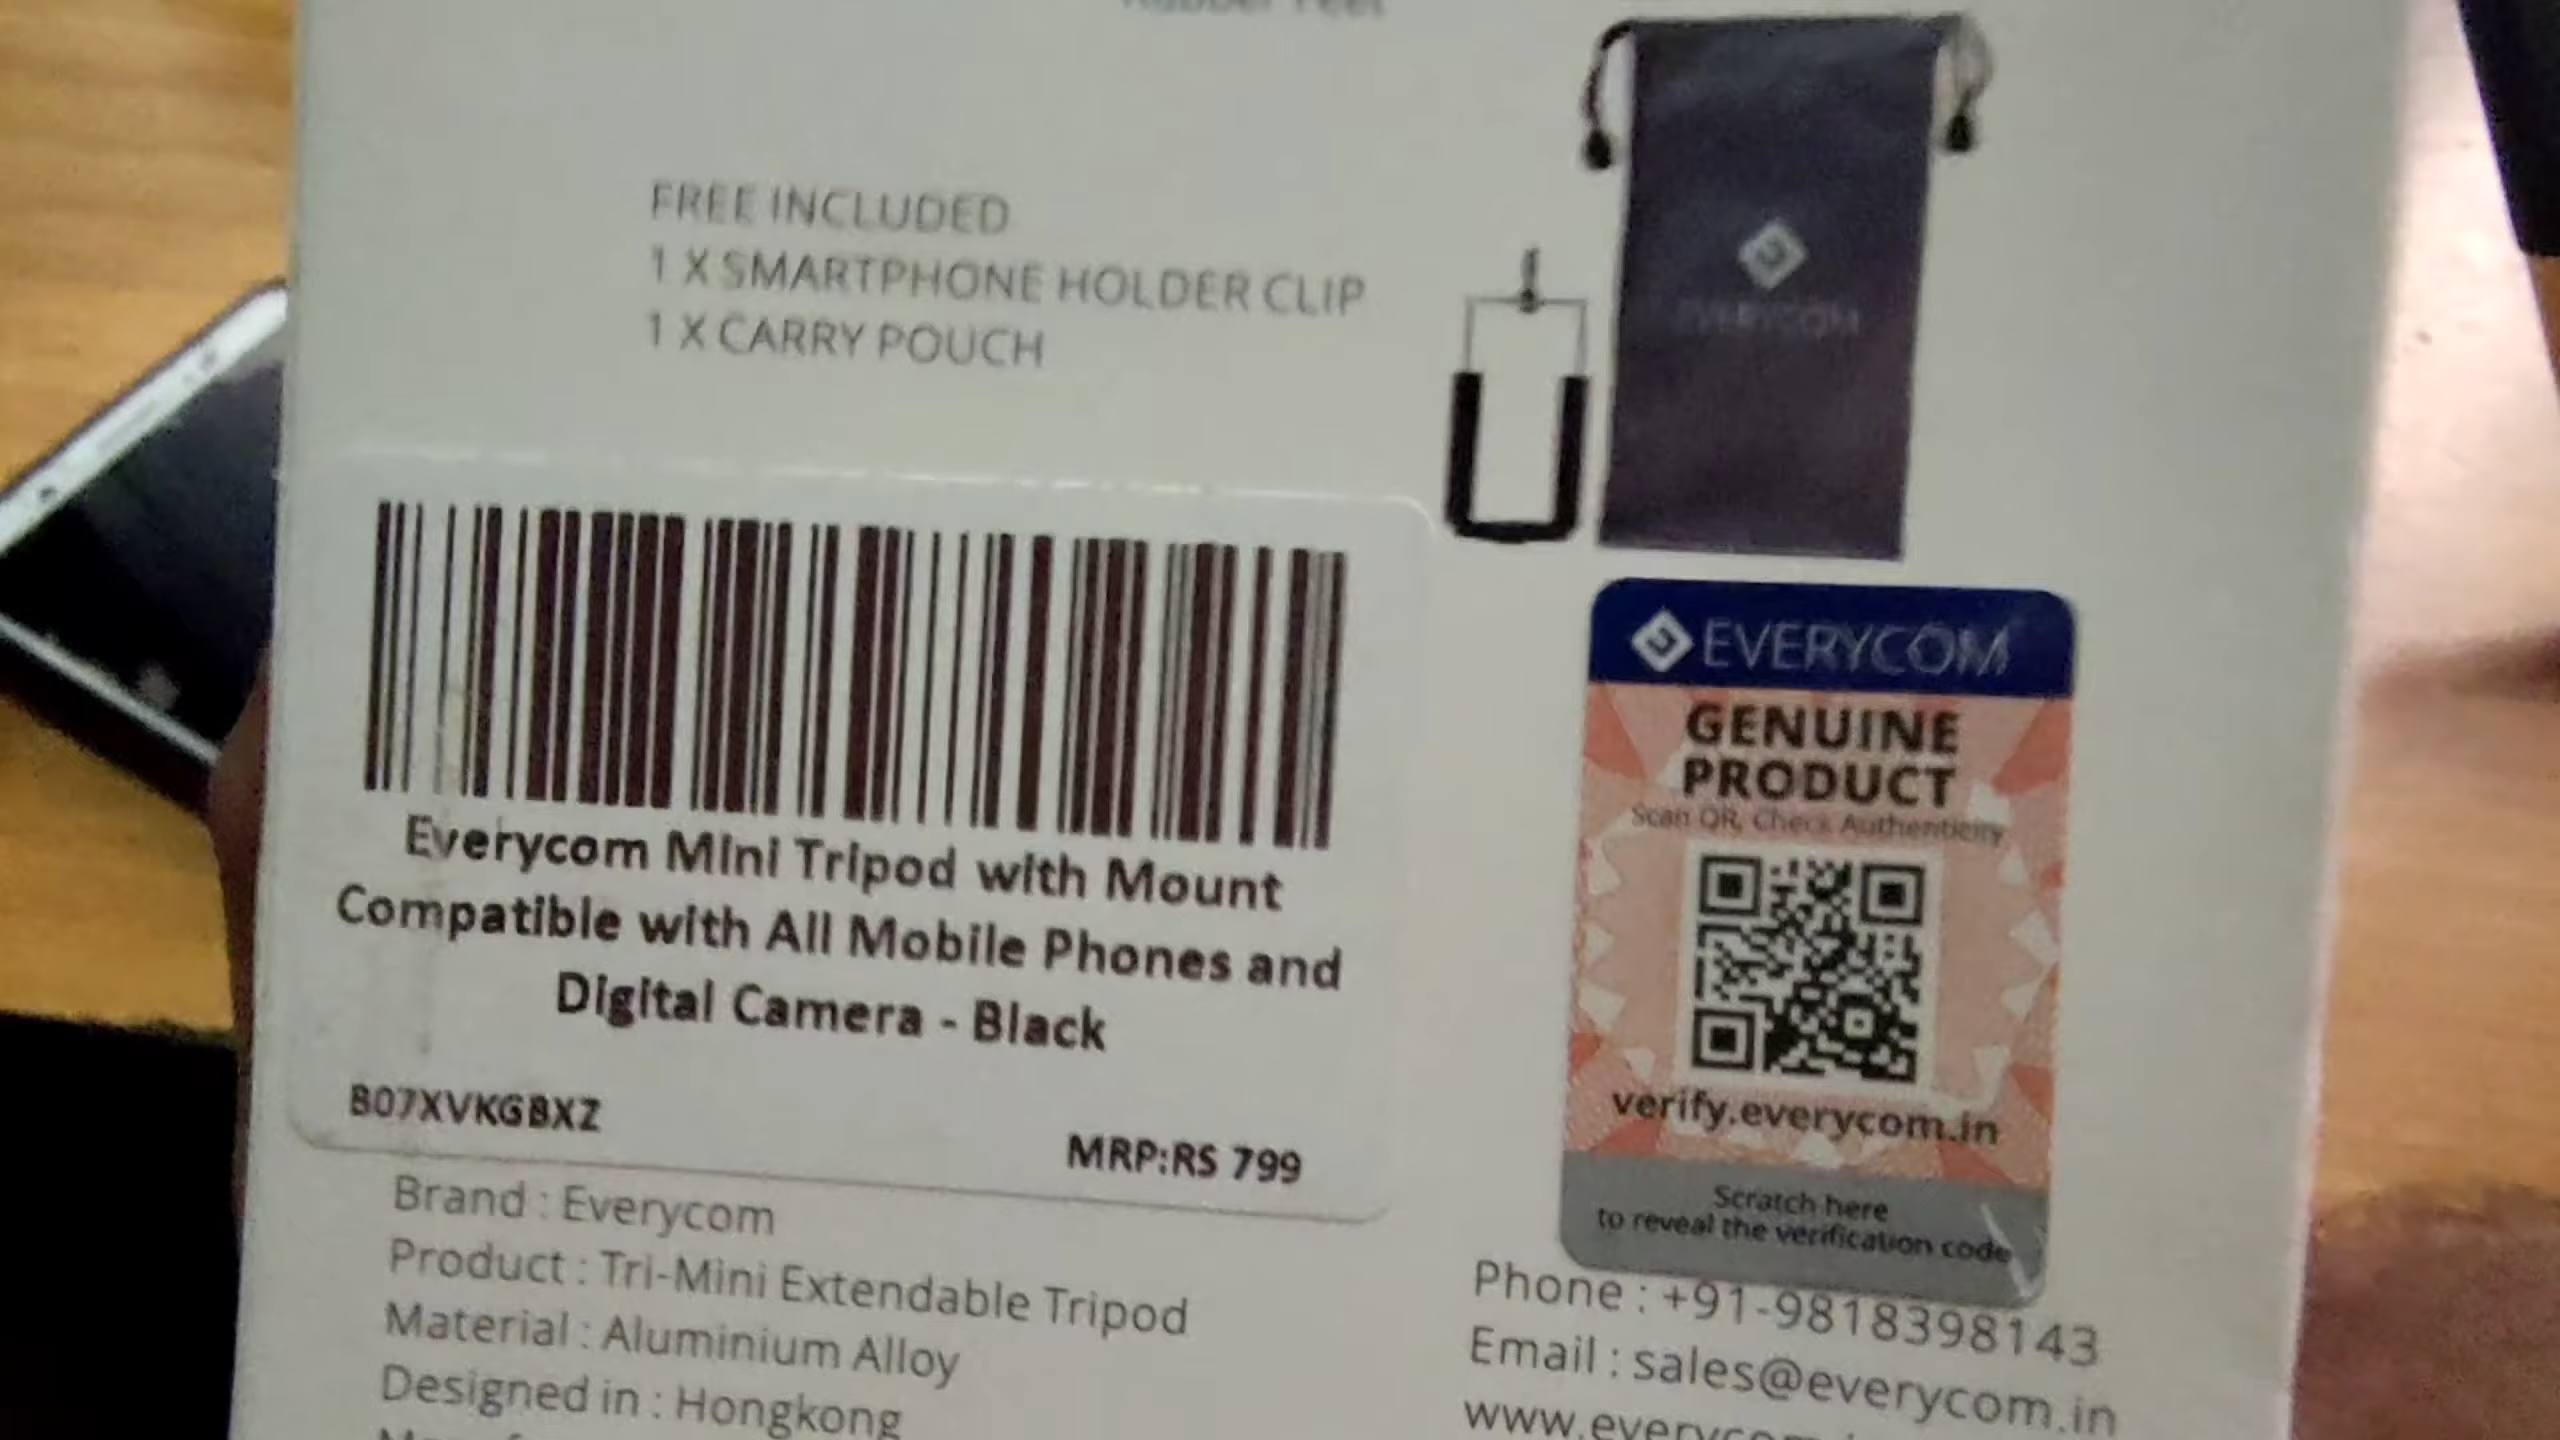 Rubber Feet
FREE INCLUDED
1 X SMARTPHONE HOLDER CLIP
1 X CARRY POUCH
EVERYCOM
Everycom Mini Tripod with Mount
Compatible with All Mobile Phones and
Digital Camera - Black
B07XVKGBXZ
MRP:RS 799
Brand : Everycom
Product : Tri-Mini Extendable Tripod
Material : Aluminium Alloy
Designed in : Hongkong
EVERYCOM
GENUINE
PRODUCT
Scan QR, Check Authenticity
verify.everycom.in
Scratch here
to reveal the verification code
Phone : +91-9818398143
Email : sales@everycom.in